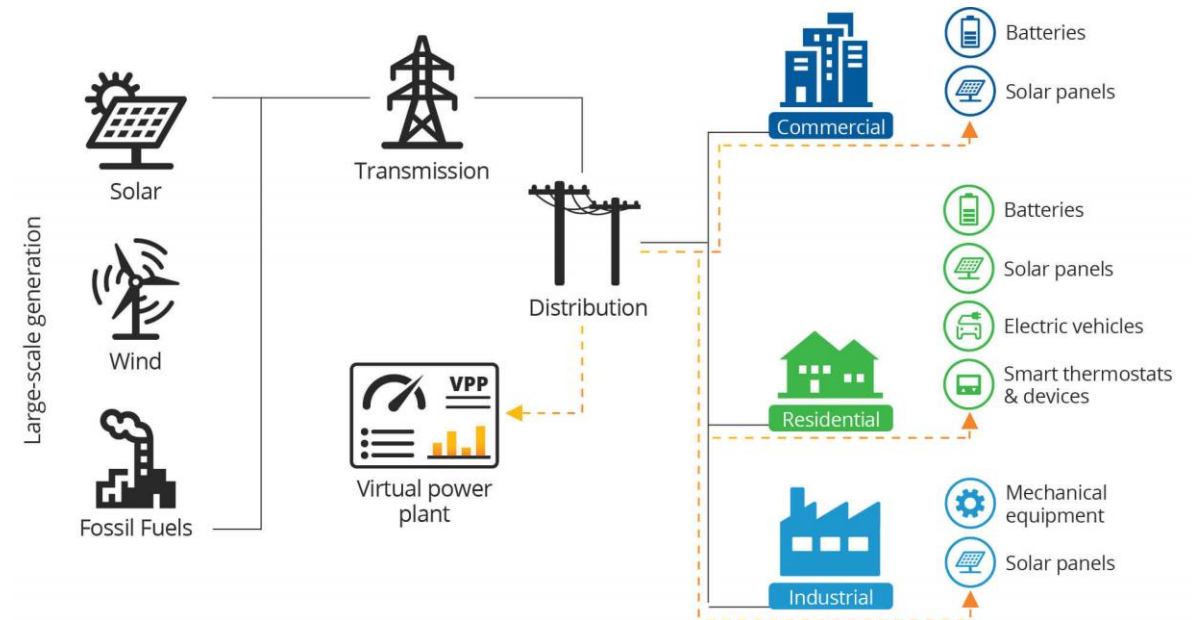 Large-scale generation
Solar
Wind
Fossil Fuels
Transmission
Distribution
VPP
Virtual power
plant
Commercial
Batteries
Solar panels
Residential
Batteries
Solar panels
Electric vehicles
Smart thermostats
& devices
Industrial
Mechanical
equipment
Solar panels